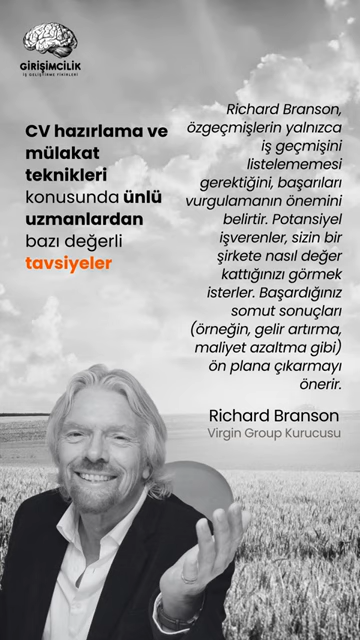 GİRİŞİMCİLİK
İŞ GELİŞTİRME FİKİRLERİ
CV hazırlama ve
mülakat
teknikleri
konusunda ünlü
uzmanlardan
bazı değerli
tavsiyeler
Richard Branson,
özgeçmişlerin yalnızca
iş geçmişini
listelememesi
gerektiğini, başarıları
vurgulamanın önemini
belirtir. Potansiyel
işverenler, sizin bir
şirkete nasıl değer
kattığınızı görmek
isterler. Başardığınız
somut sonuçları
(örneğin, gelir artırma,
maliyet azaltma gibi)
ön plana çıkarmayı
önerir.
Richard Branson
Virgin Group Kurucusu